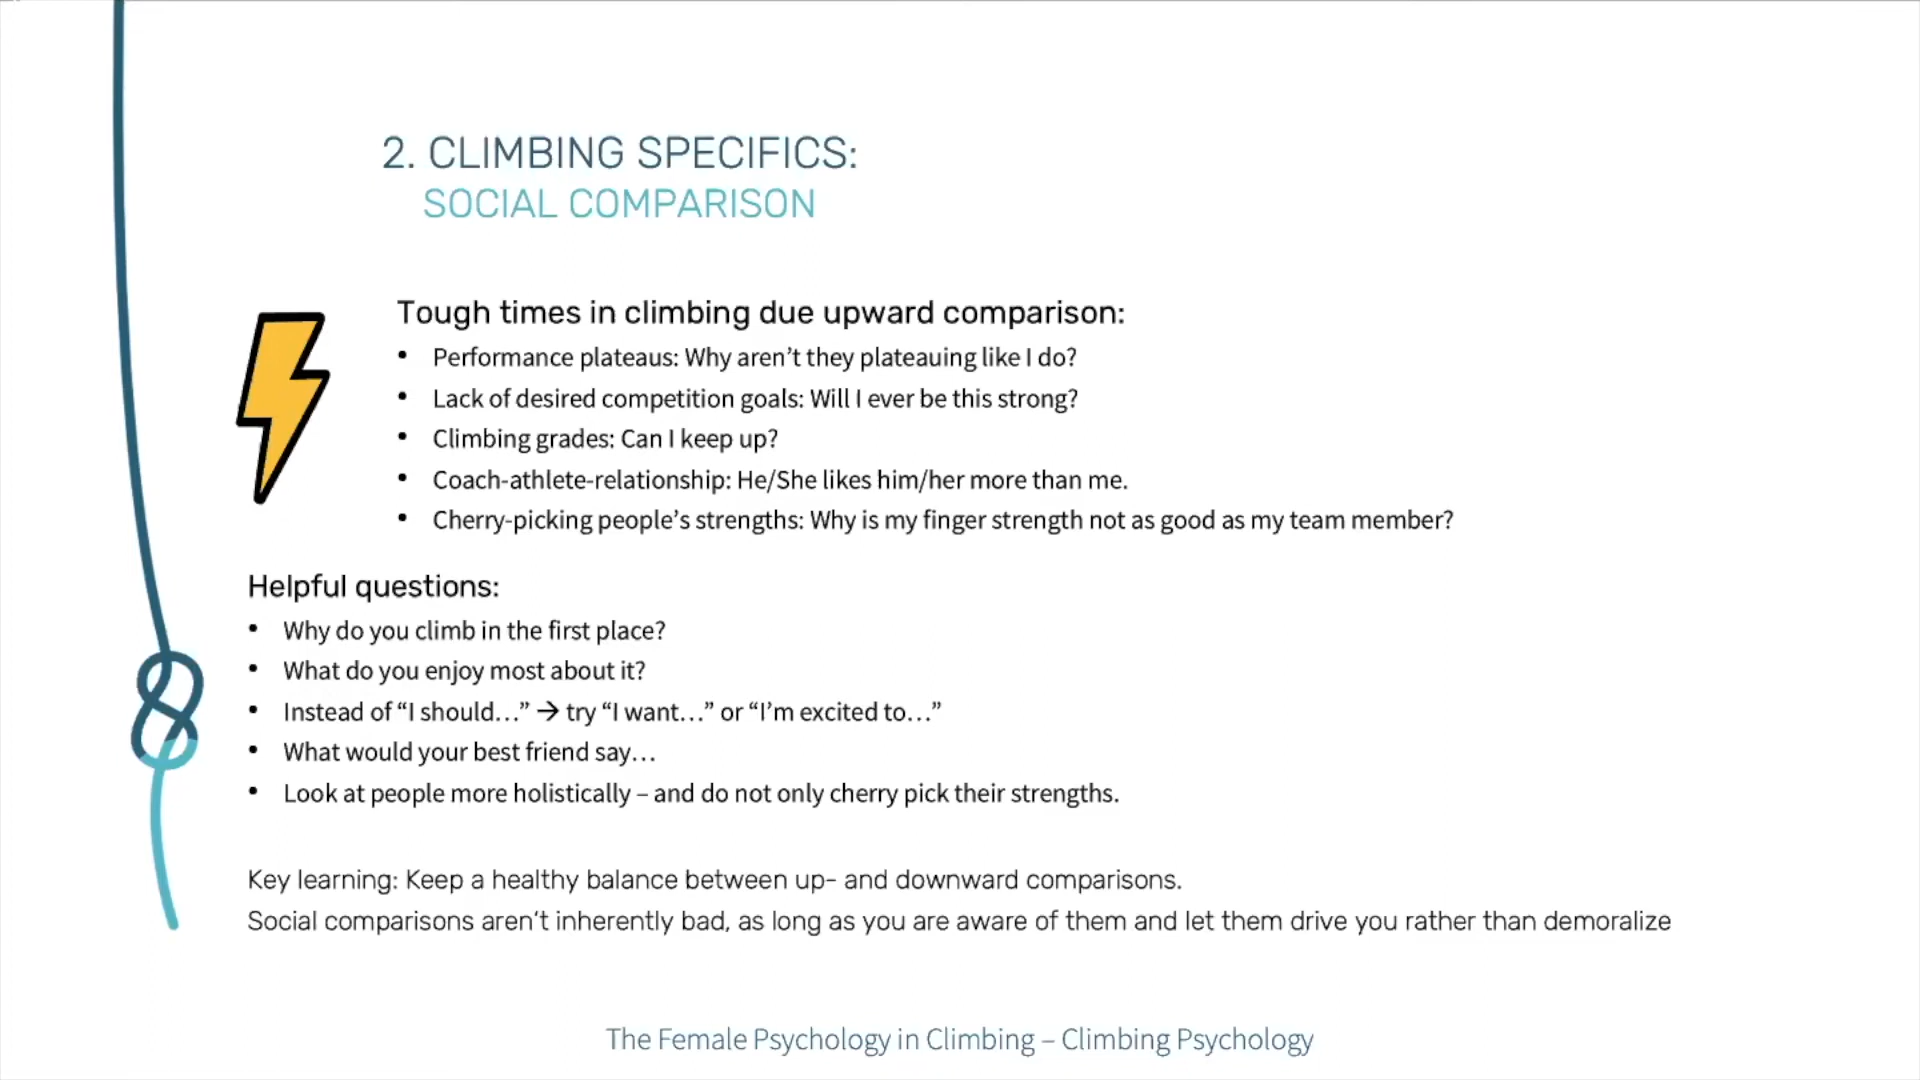 2. CLIMBING SPECIFICS:
SOCIAL COMPARISON
Tough times in climbing due upward comparison:
• Performance plateaus: Why aren’t they plateauing like I do?
• Lack of desired competition goals: Will I ever be this strong?
• Climbing grades: Can I keep up?
• Coach-athlete-relationship: He/She likes him/her more than me.
• Cherry-picking people’s strengths: Why is my finger strength not as good as my team member?
Helpful questions:
• Why do you climb in the first place?
• What do you enjoy most about it?
• Instead of “I should…” → try “I want…” or “I’m excited to…”
• What would your best friend say…
• Look at people more holistically – and do not only cherry pick their strengths.
Key learning: Keep a healthy balance between up- and downward comparisons.
Social comparisons aren’t inherently bad, as long as you are aware of them and let them drive you rather than demoralize
The Female Psychology in Climbing – Climbing Psychology